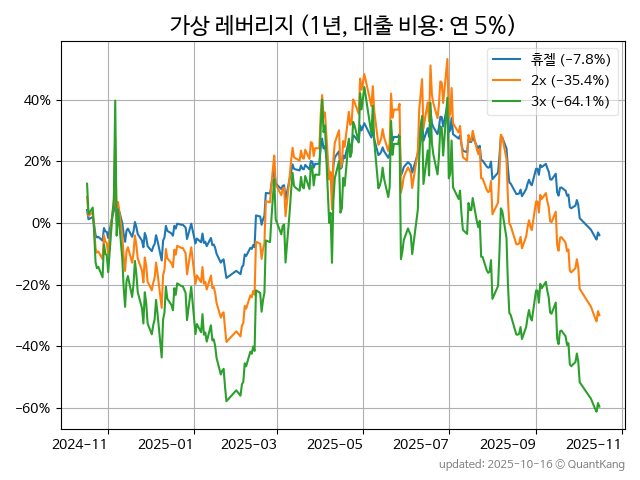 가상 레버리지 (1년, 대출 비용: 연 5%)
휴젤 (−7.8%)
2x (−35.4%)
3x (−64.1%)
40%
20%
0%
−20%
−40%
−60%
2024-11
2025-01
2025-03
2025-05
2025-07
2025-09
2025-11
updated: 2025-10-16 © QuantKang